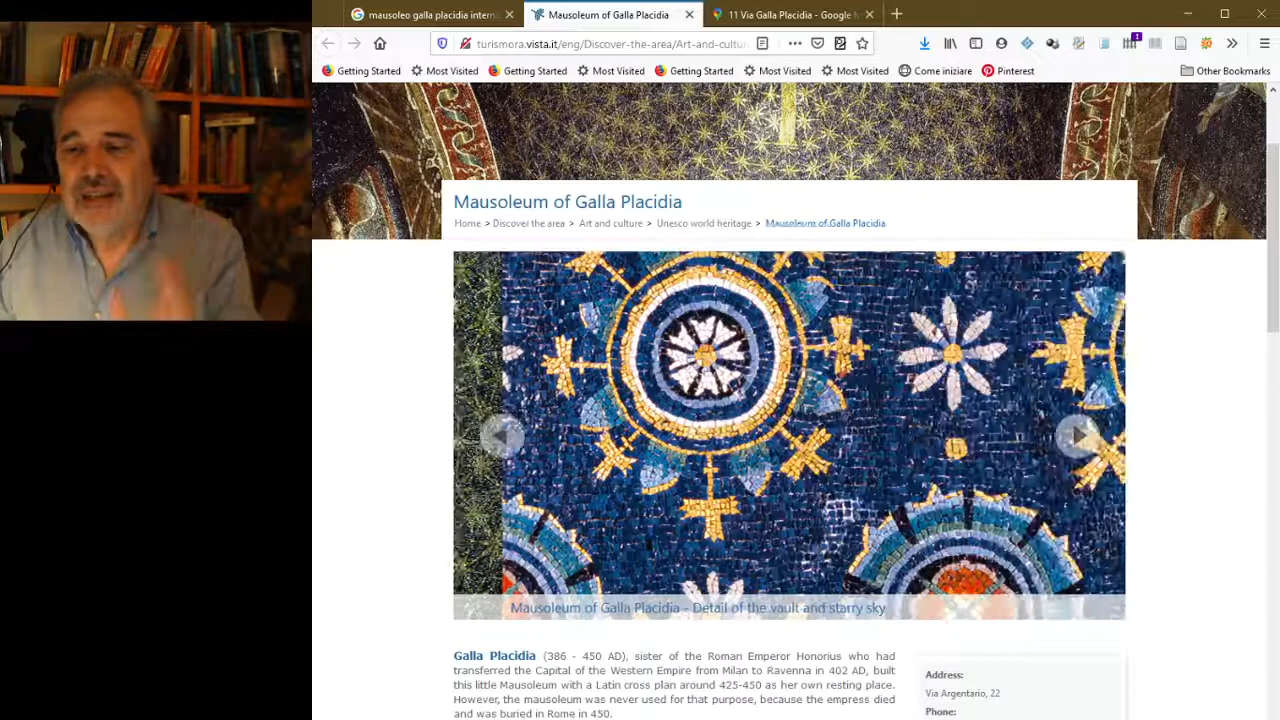 mausoleo galla placidia intern
Mausoleum of Galla Placidia
11 Via Galla Placidia - Google M
turismora.vista.it/eng/Discover-the-area/Art-and-cultu
Getting Started
Most Visited
Getting Started
Most Visited
Getting Started
Most Visited
Most Visited
Come iniziare
Pinterest
Other Bookmarks
Mausoleum of Galla Placidia
Home > Discover the area > Art and culture > Unesco world heritage > Mausoleum of Galla Placidia
Mausoleum of Galla Placidia - Detail of the vault and starry sky
Galla Placidia (386 - 450 AD), sister of the Roman Emperor Honorius who had
transferred the Capital of the Western Empire from Milan to Ravenna in 402 AD, built
this little Mausoleum with a Latin cross plan around 425-450 as her own resting place.
However, the mausoleum was never used for that purpose, because the empress died
and was buried in Rome in 450.
Address:
Via Argentario, 22
Phone: